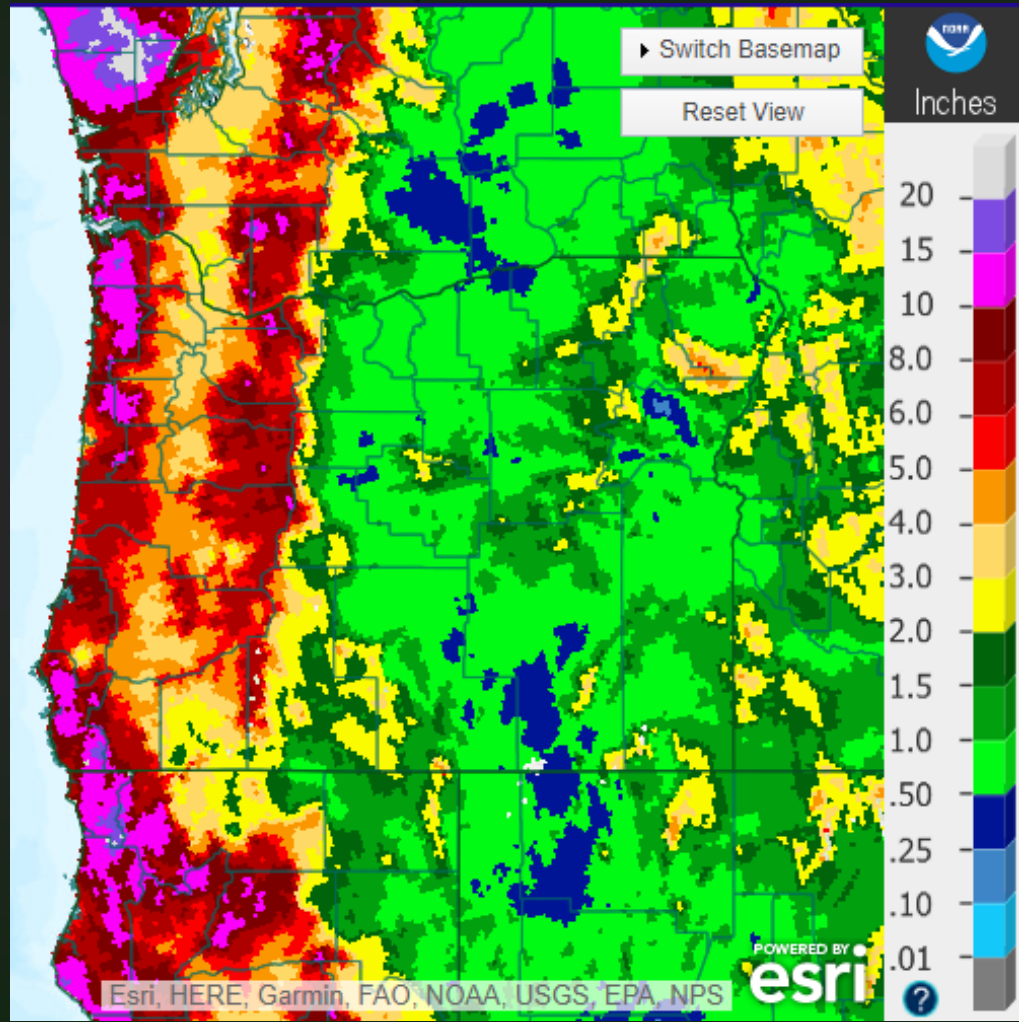 Switch Basemap
Reset View
NOAA
Inches
20
15
10
8.0
6.0
5.0
4.0
3.0
2.0
1.5
1.0
.50
.25
.10
.01
?
POWERED BY
esri
Esri, HERE, Garmin, FAO, NOAA, USGS, EPA, NPS